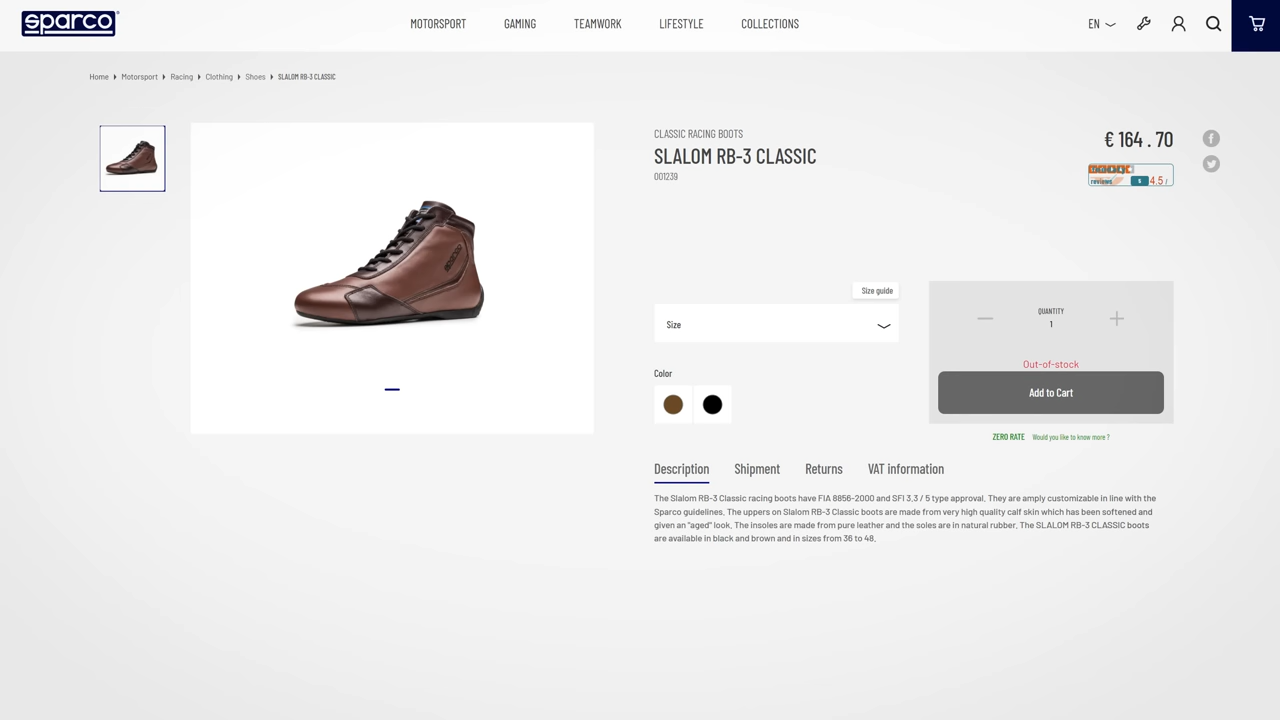 sparco
MOTORSPORT GAMING TEAMWORK LIFESTYLE COLLECTIONS
EN
Home Motorsport Racing Clothing Shoes SLALOM RB-3 CLASSIC
CLASSIC RACING BOOTS
SLALOM RB-3 CLASSIC
001239
€ 164 . 70
reviews
4.5 /
Size guide
Size
Color
QUANTITY
1
Out-of-stock
Add to Cart
ZERO RATE Would you like to know more ?
Description Shipment Returns VAT information
The Slalom RB-3 Classic racing boots have FIA 8856-2000 and SFI 3.3 / 5 type approval. They are amply customizable in line with the
Sparco guidelines. The uppers on Slalom RB-3 Classic boots are made from very high quality calf skin which has been softened and
given an "aged" look. The insoles are made from pure leather and the soles are in natural rubber. The SLALOM RB-3 CLASSIC boots
are available in black and brown and in sizes from 36 to 48.